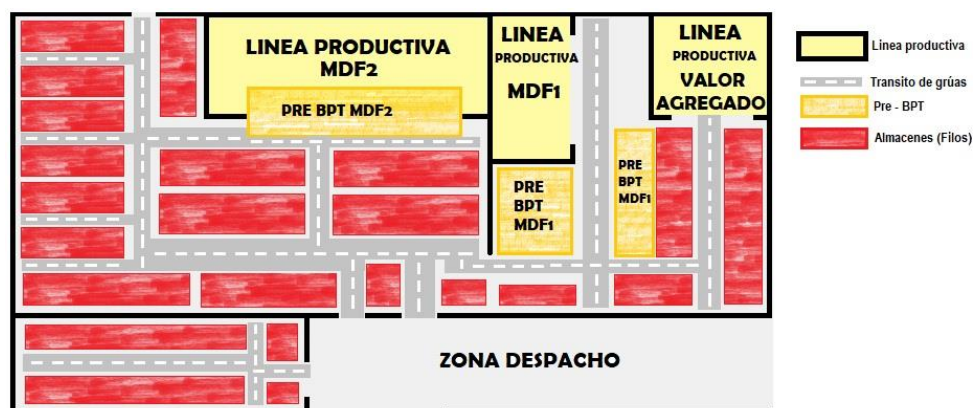 LINEA PRODUCTIVA
MDF2
PRE BPT MDF2
LINEA
PRODUCTIVA
MDF1
PRE
BPT
MDF1
PRE
BPT
MDF1
LINEA
PRODUCTIVA
VALOR
AGREGADO
ZONA DESPACHO
Linea productiva
Transito de grúas
Pre - BPT
Almacenes (Filos)